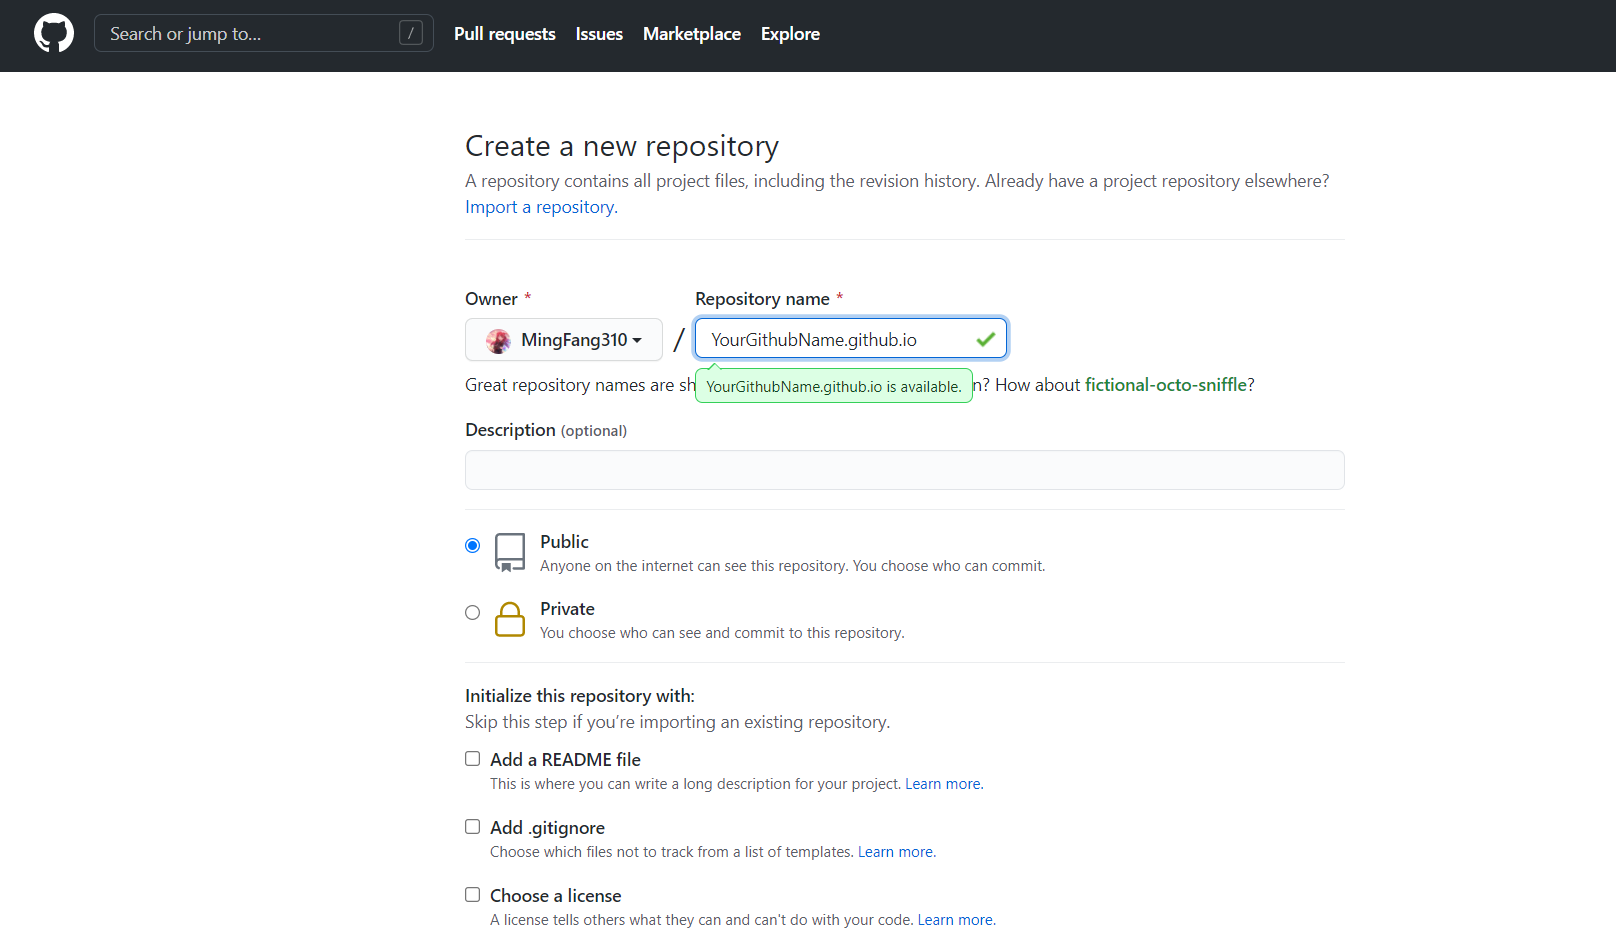 Search or jump to...
/
Pull requests
Issues
Marketplace
Explore
Create a new repository
A repository contains all project files, including the revision history. Already have a project repository elsewhere?
Import a repository.
Owner *
Repository name *
MingFang310
/
YourGithubName.github.io
Great repository names are sh
YourGithubName.github.io is available.
n? How about fictional-octo-sniffle?
Description (optional)
Public
Anyone on the internet can see this repository. You choose who can commit.
Private
You choose who can see and commit to this repository.
Initialize this repository with:
Skip this step if you’re importing an existing repository.
Add a README file
This is where you can write a long description for your project. Learn more.
Add .gitignore
Choose which files not to track from a list of templates. Learn more.
Choose a license
A license tells others what they can and can't do with your code. Learn more.